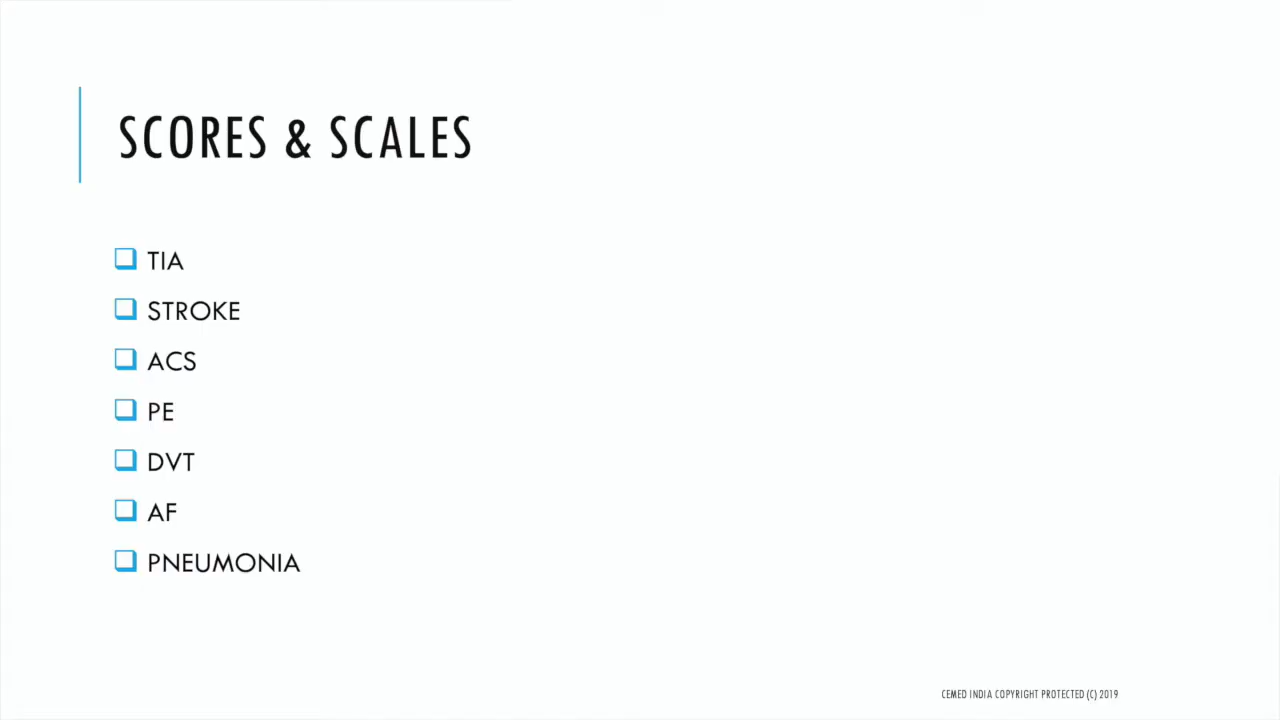 SCORES & SCALES
TIA
STROKE
ACS
PE
DVT
AF
PNEUMONIA
CEMED INDIA COPYRIGHT PROTECTED (C) 2019